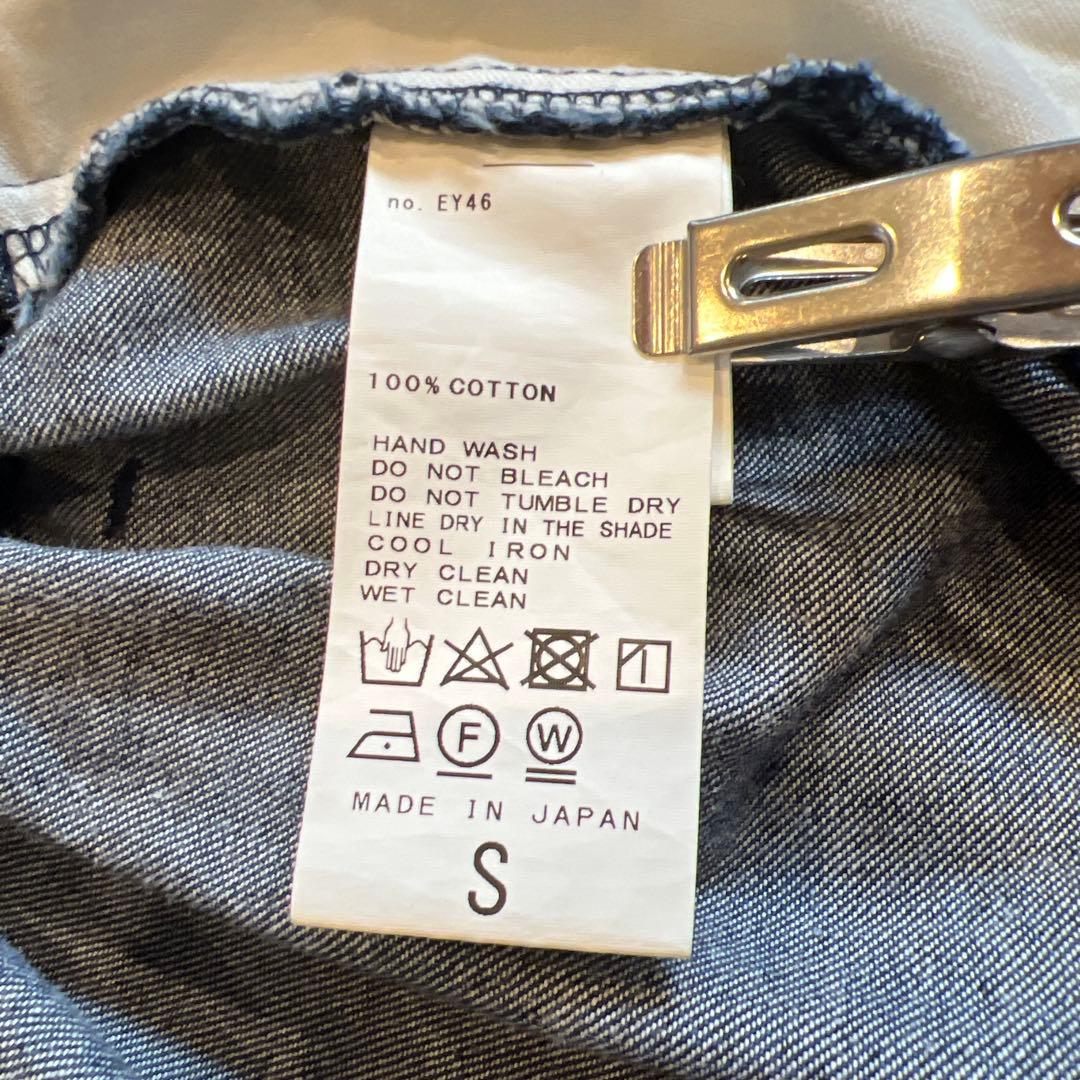 no. EY46
100% COTTON
HAND WASH
DO NOT BLEACH
DO NOT TUMBLE DRY
LINE DRY IN THE SHADE
COOL IRON
DRY CLEAN
WET CLEAN
F W
MADE IN JAPAN
S